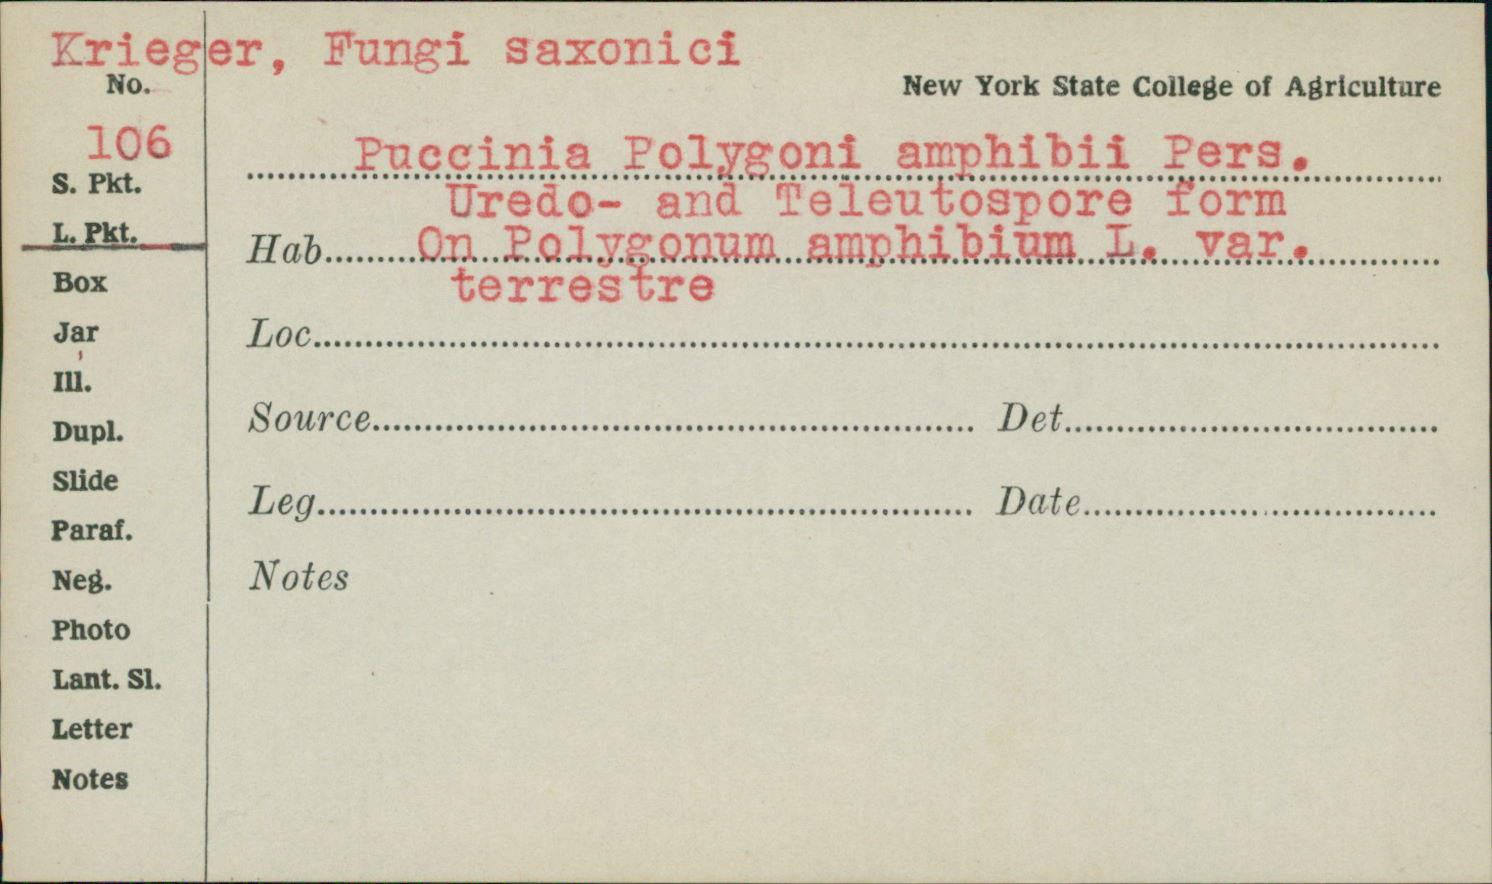 Krieger, Fungi saxonici
No.
New York State College of Agriculture
106
Puccinia Polygoni amphibii Pers.
S. Pkt.
Uredo- and Teleutospore form
L. Pkt.
Hab. On Polygonum amphibium L. var.
terrestre
Box
Jar
Loc.
Ill.
Source Det.
Dupl.
Slide
Leg. Date
Paraf.
Neg.
Notes
Photo
Lant. Sl.
Letter
Notes